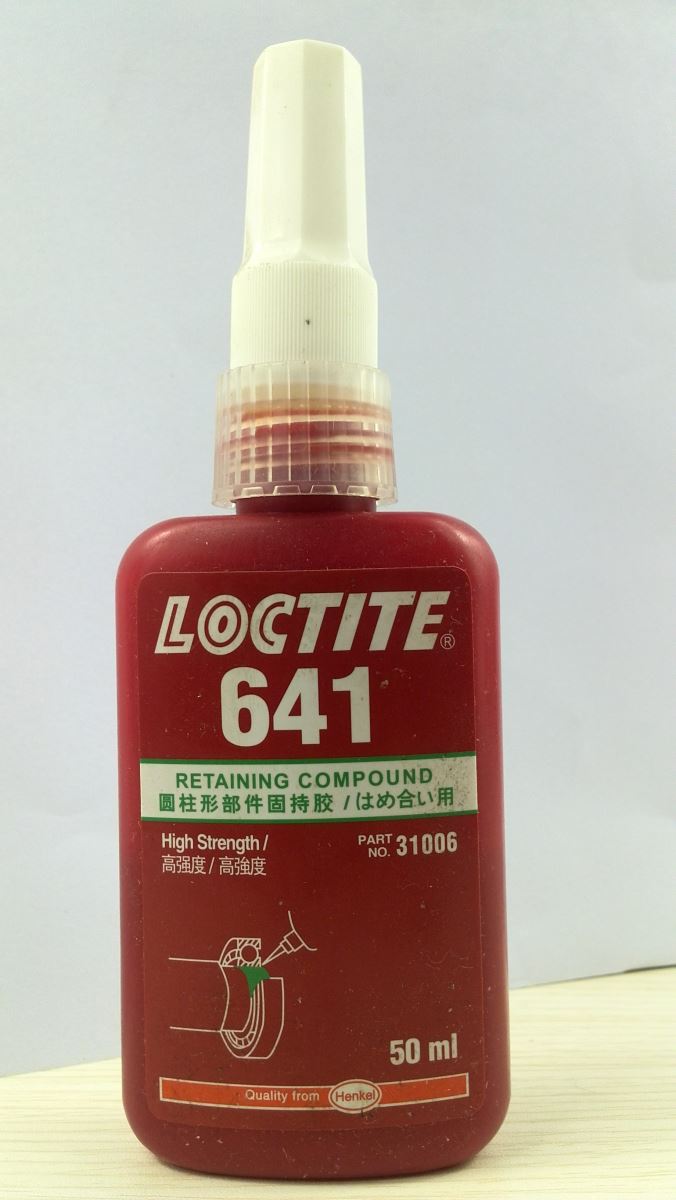 LOCTITE®
641
RETAINING COMPOUND
圆柱形部件固持胶 / はめ合い用
High Strength /
高强度 / 高強度
PART NO. 31006
50 ml
Quality from Henkel